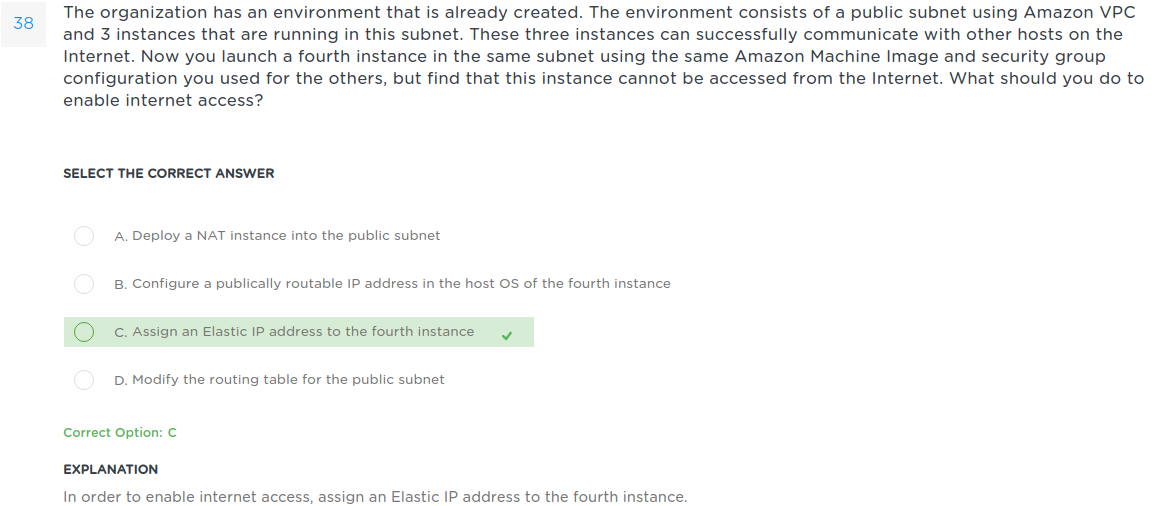 38
The organization has an environment that is already created. The environment consists of a public subnet using Amazon VPC
and 3 instances that are running in this subnet. These three instances can successfully communicate with other hosts on the
Internet. Now you launch a fourth instance in the same subnet using the same Amazon Machine Image and security group
configuration you used for the others, but find that this instance cannot be accessed from the Internet. What should you do to
enable internet access?
SELECT THE CORRECT ANSWER
A. Deploy a NAT instance into the public subnet
B. Configure a publically routable IP address in the host OS of the fourth instance
C. Assign an Elastic IP address to the fourth instance
D. Modify the routing table for the public subnet
Correct Option: C
EXPLANATION
In order to enable internet access, assign an Elastic IP address to the fourth instance.